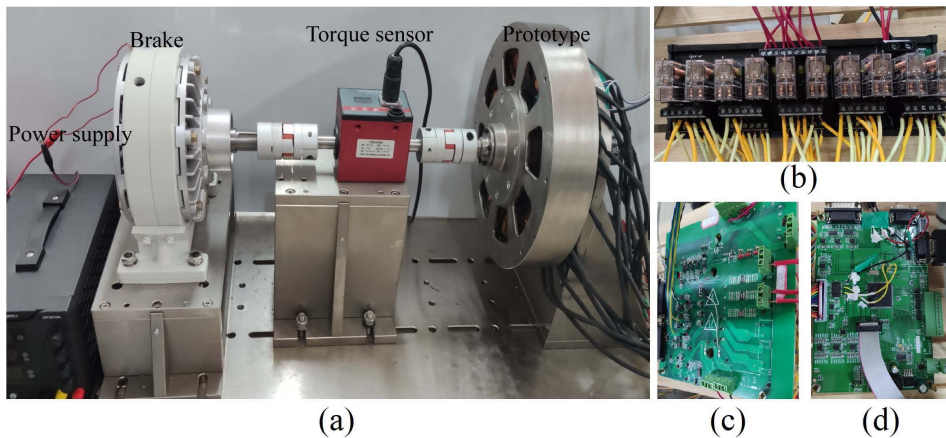 Brake
Torque sensor
Prototype
Power supply
(a)
(b)
(c)
(d)